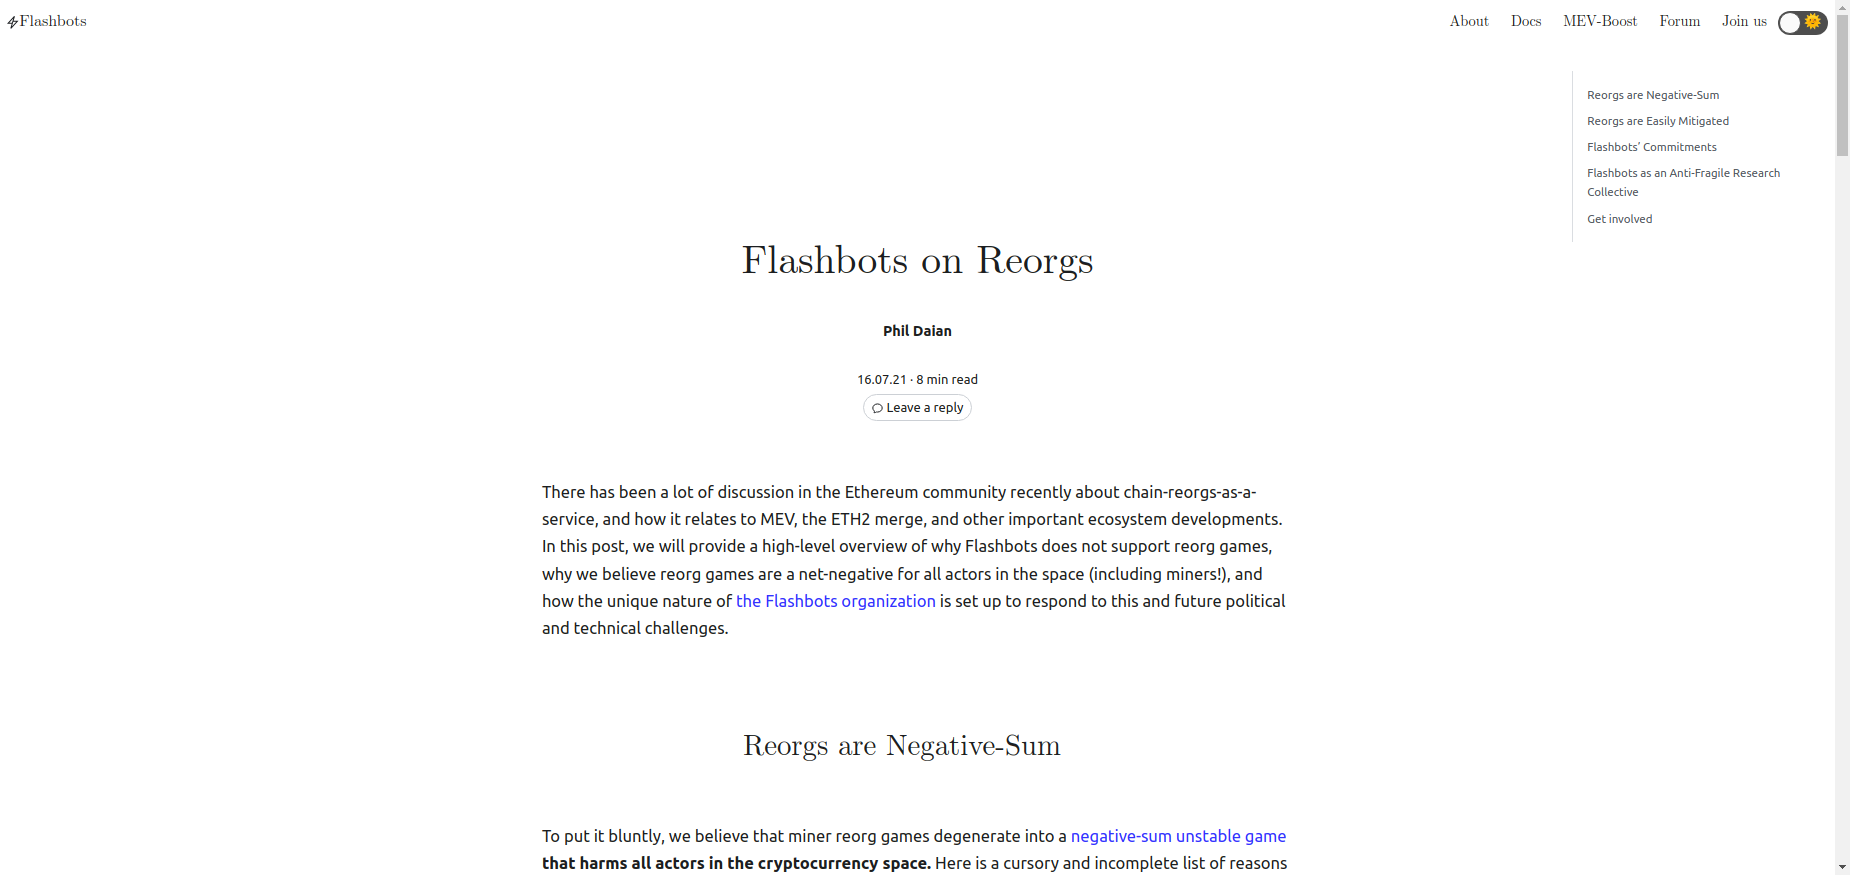 Flashbots
About Docs MEV-Boost Forum Join us
Reorgs are Negative-Sum
Reorgs are Easily Mitigated
Flashbots’ Commitments
Flashbots as an Anti-Fragile Research
Collective
Get involved
Flashbots on Reorgs
Phil Daian
16.07.21 · 8 min read
Leave a reply
There has been a lot of discussion in the Ethereum community recently about chain-reorgs-as-a-
service, and how it relates to MEV, the ETH2 merge, and other important ecosystem developments.
In this post, we will provide a high-level overview of why Flashbots does not support reorg games,
why we believe reorg games are a net-negative for all actors in the space (including miners!), and
how the unique nature of the Flashbots organization is set up to respond to this and future political
and technical challenges.
Reorgs are Negative-Sum
To put it bluntly, we believe that miner reorg games degenerate into a negative-sum unstable game
that harms all actors in the cryptocurrency space. Here is a cursory and incomplete list of reasons